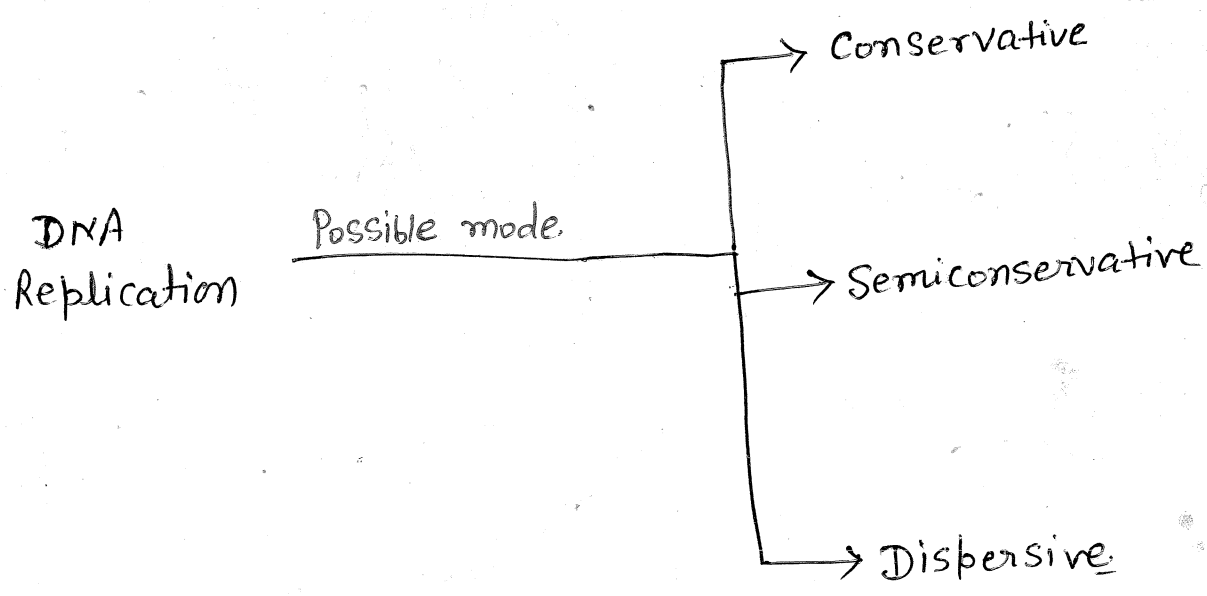 Conservative
DNA
Replication
Possible mode.
Semiconservative
Dispersive.